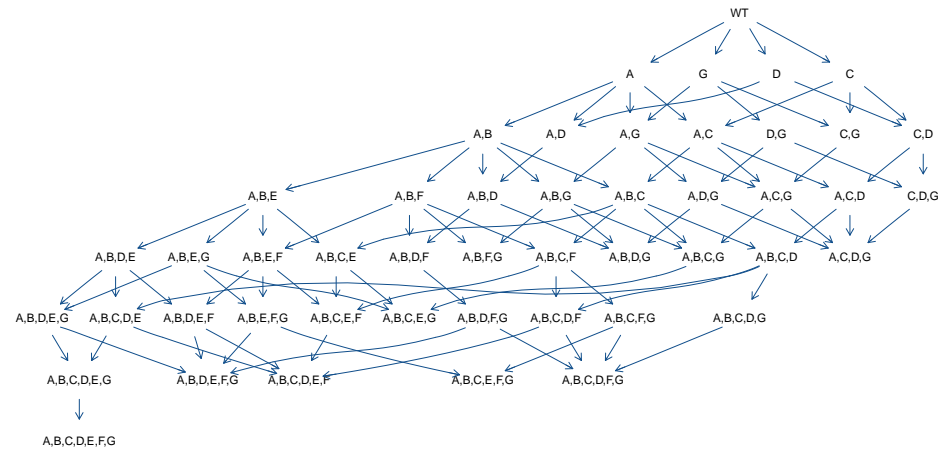 WT
A G D C
A,B A,D A,G A,C D,G C,G C,D
A,B,E A,B,F A,B,D A,B,G A,B,C A,D,G A,C,G A,C,D C,D,G
A,B,D,E A,B,E,G A,B,E,F A,B,C,E A,B,D,F A,B,F,G A,B,C,F A,B,D,G A,B,C,G A,B,C,D A,C,D,G
A,B,D,E,G A,B,C,D,E A,B,D,E,F A,B,E,F,G A,B,C,E,F A,B,C,E,G A,B,D,F,G A,B,C,D,F A,B,C,F,G A,B,C,D,G
A,B,C,D,E,G A,B,D,E,F,G A,B,C,D,E,F A,B,C,E,F,G A,B,C,D,F,G
A,B,C,D,E,F,G